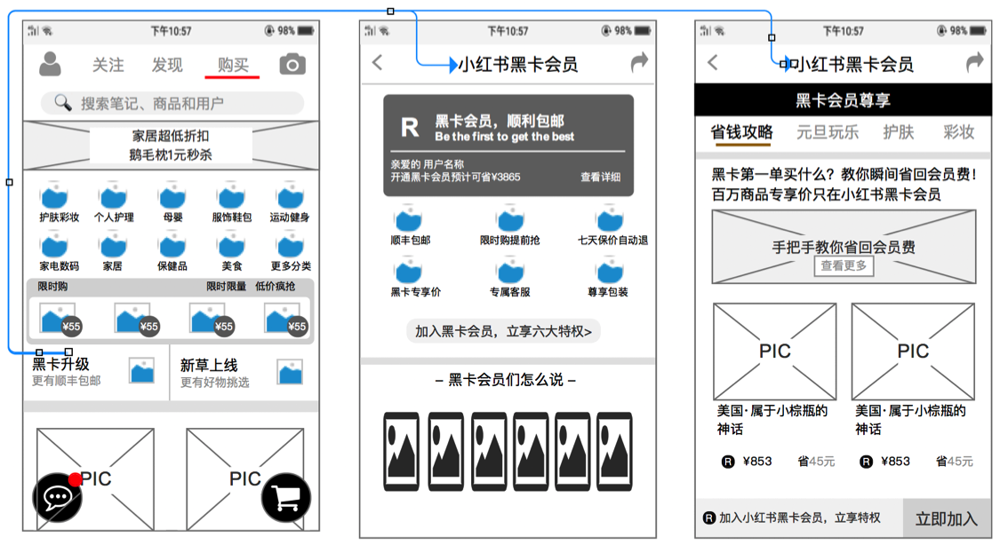 下午10:57
98%
关注 发现 购买
搜索笔记、商品和用户
家居超低折扣
鹅毛枕1元秒杀
护肤彩妆 个人护理 母婴 服饰鞋包 运动健身
家电数码 家居 保健品 美食 更多分类
限时购 限时限量 低价疯抢
¥55 ¥55 ¥55 ¥55
黑卡升级
更有顺丰包邮
新草上线
更有好物挑选
PIC PIC
下午10:57
98%
小红书黑卡会员
R
黑卡会员，顺利包邮
Be the first to get the best
亲爱的 用户名称
开通黑卡会员预计可省¥3865 查看详细
顺丰包邮 限时购提前抢 七天保价自动退
黑卡专享价 专属客服 尊享包装
加入黑卡会员，立享六大特权>
– 黑卡会员们怎么说 –
下午10:57
98%
小红书黑卡会员
黑卡会员尊享
省钱攻略 元旦玩乐 护肤 彩妆
黑卡第一单买什么？教你瞬间省回会员费！
百万商品专享价只在小红书黑卡会员
手把手教你省回会员费
查看更多
PIC PIC
美国·属于小棕瓶的
神话
美国·属于小棕瓶的
神话
R ¥853 省45元 R ¥853 省45元
R 加入小红书黑卡会员，立享特权 立即加入